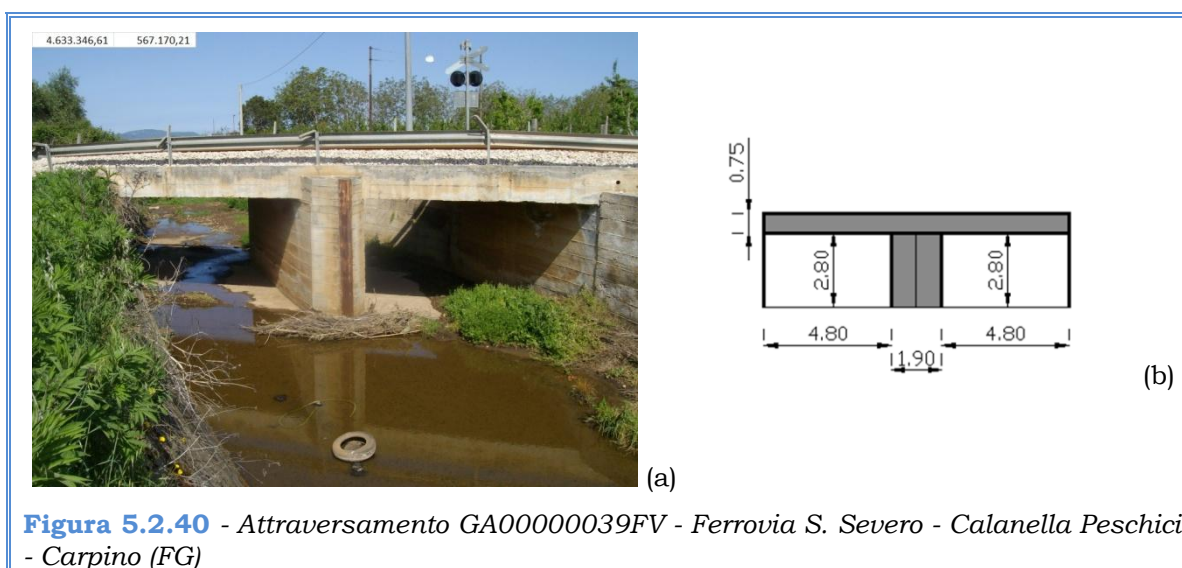 4.633.346,61 567.170,21
0.75
2.80 2.80
4.80 4.80
1.90
(b)
(a)
Figura 5.2.40 - Attraversamento GA00000039FV - Ferrovia S. Severo - Calanella Peschici
- Carpino (FG)